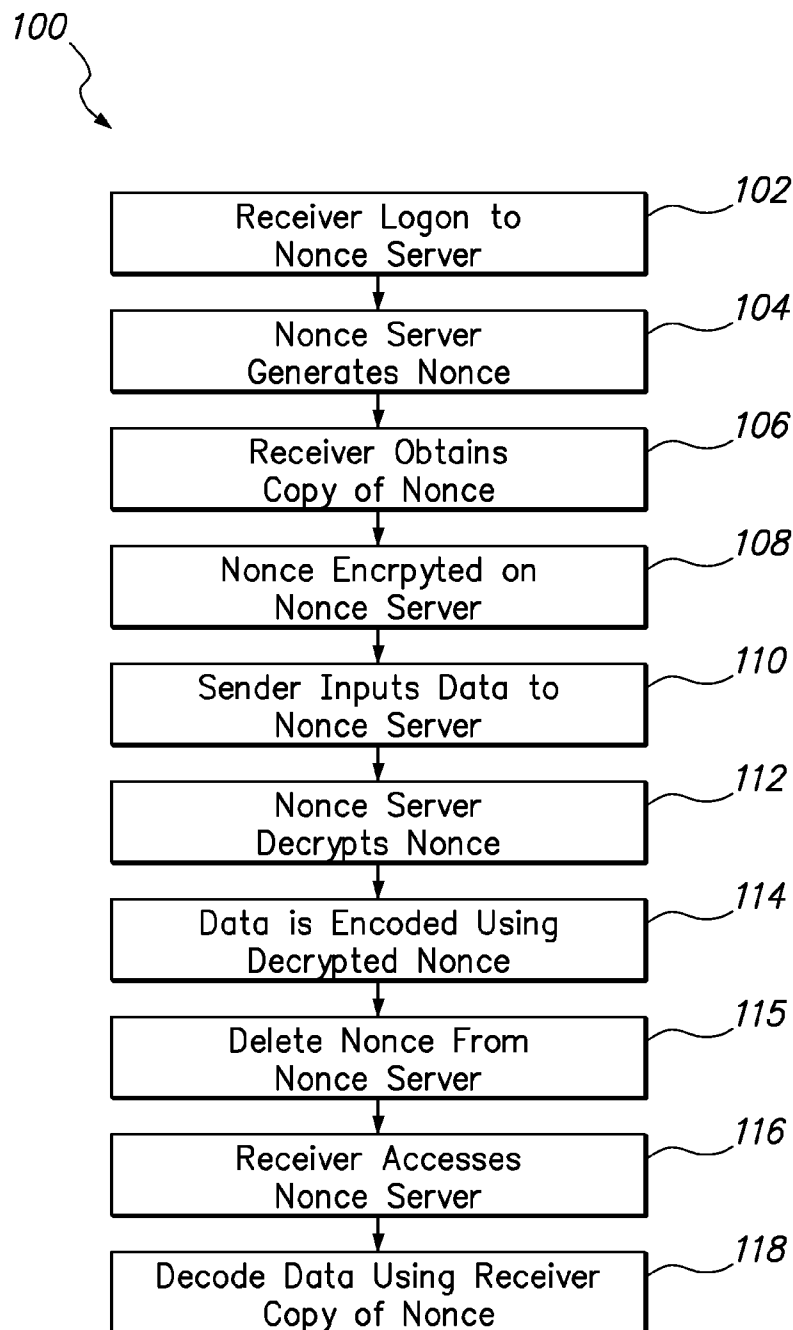 100
102
Receiver Logon to
Nonce Server
104
Nonce Server
Generates Nonce
106
Receiver Obtains
Copy of Nonce
108
Nonce Encrpyted on
Nonce Server
110
Sender Inputs Data to
Nonce Server
112
Nonce Server
Decrypts Nonce
114
Data is Encoded Using
Decrypted Nonce
115
Delete Nonce From
Nonce Server
116
Receiver Accesses
Nonce Server
118
Decode Data Using Receiver
Copy of Nonce